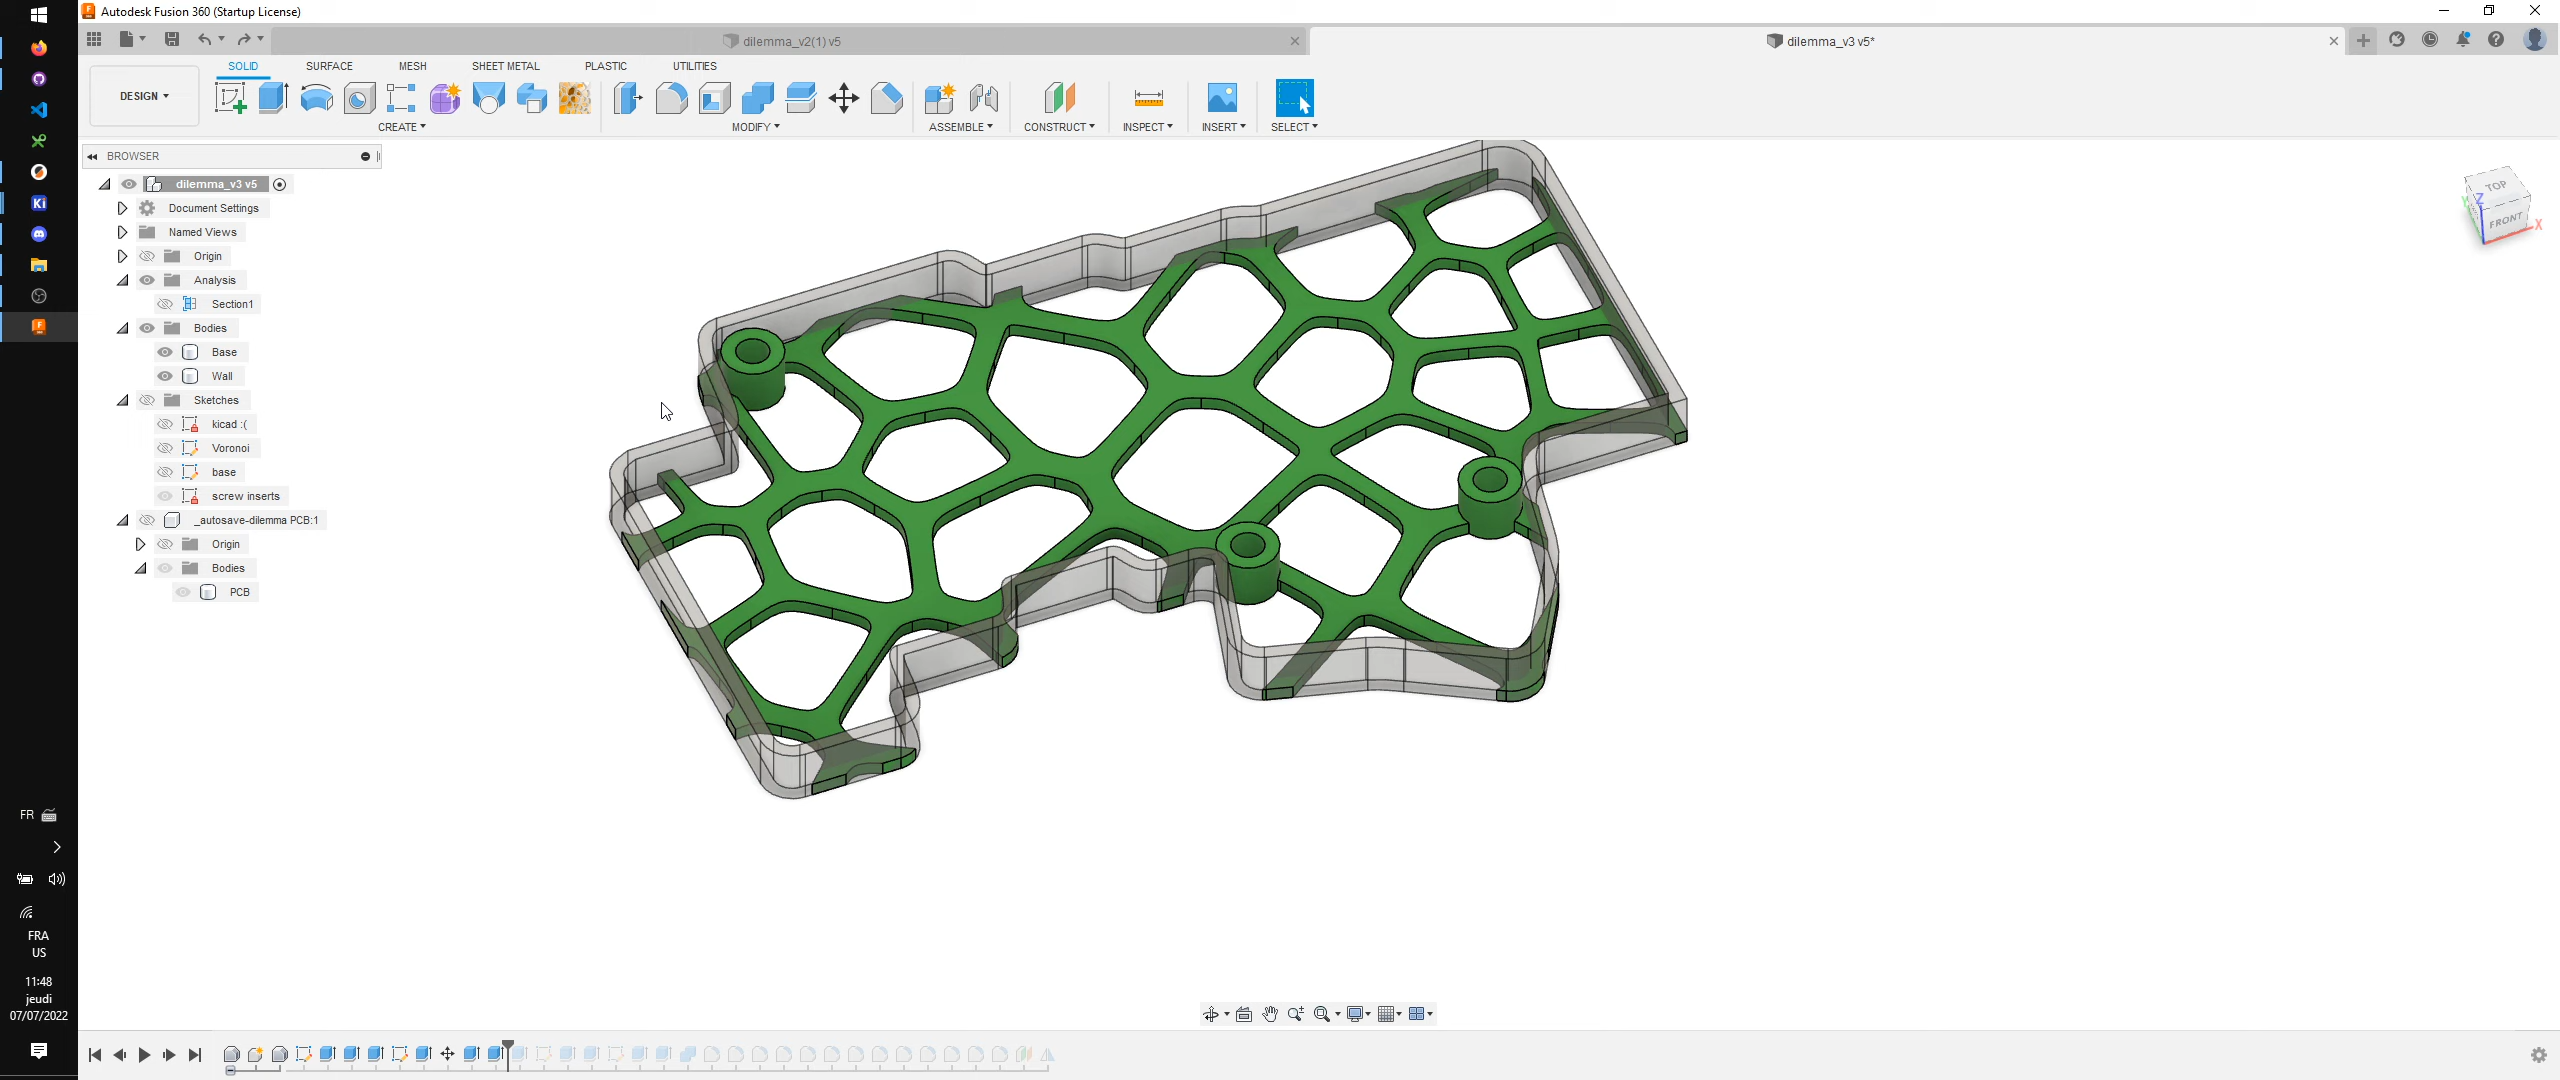 Autodesk Fusion 360 (Startup License)
dilemma_v2(1) v5
dilemma_v3 v5*
SOLID
SURFACE
MESH
SHEET METAL
PLASTIC
UTILITIES
DESIGN
CREATE
MODIFY
ASSEMBLE
CONSTRUCT
INSPECT
INSERT
SELECT
BROWSER
dilemma_v3 v5
Document Settings
Named Views
Origin
Analysis
Section1
Bodies
Base
Wall
Sketches
kicad :(
Voronoi
base
screw inserts
_autosave-dilemma PCB:1
Origin
Bodies
PCB
TOP
FRONT
Z
X
Ki
F
FR
FRA
US
11:48
jeudi
07/07/2022